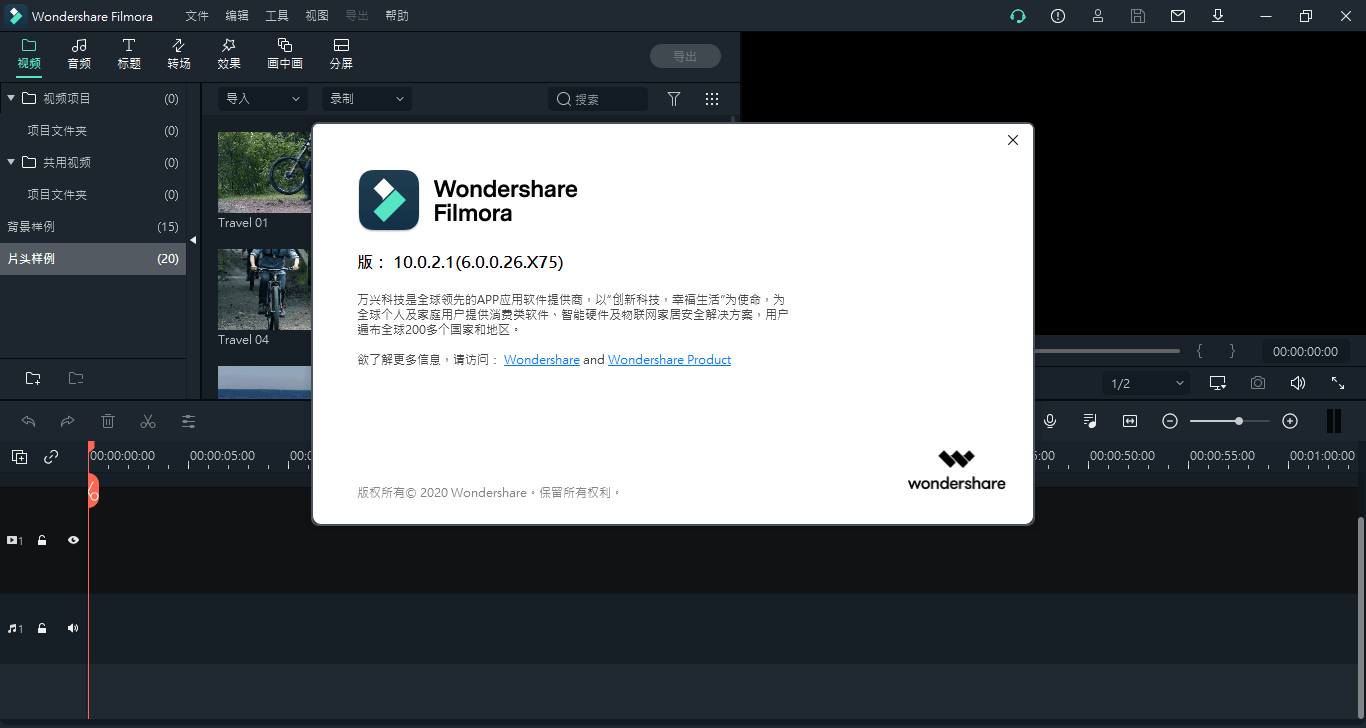 Wondershare Filmora 文件 编辑 工具 视图 导出 帮助
视频 音频 标题 转场 效果 画中画 分屏 导出
视频项目 (0) 导入 录制 搜索
项目文件夹 (0)
共用视频 (0)
项目文件夹 (0)
背景样例 (15)
片头样例 (20)
Travel 01
Travel 04
Wondershare
Filmora
版： 10.0.2.1(6.0.0.26.X75)
万兴科技是全球领先的APP应用软件提供商，以“创新科技，幸福生活”为使命，为
全球个人及家庭用户提供消费类软件、智能硬件及物联网家居安全解决方案，用户
遍布全球200多个国家和地区。
欲了解更多信息，请访问： Wondershare and Wondershare Product
wondershare
版权所有© 2020 Wondershare。保留所有权利。
{ } 00:00:00:00
1/2
00:00:00:00 00:00:05:00 00:00:50:00 00:00:55:00 00:01:00:00
1
1